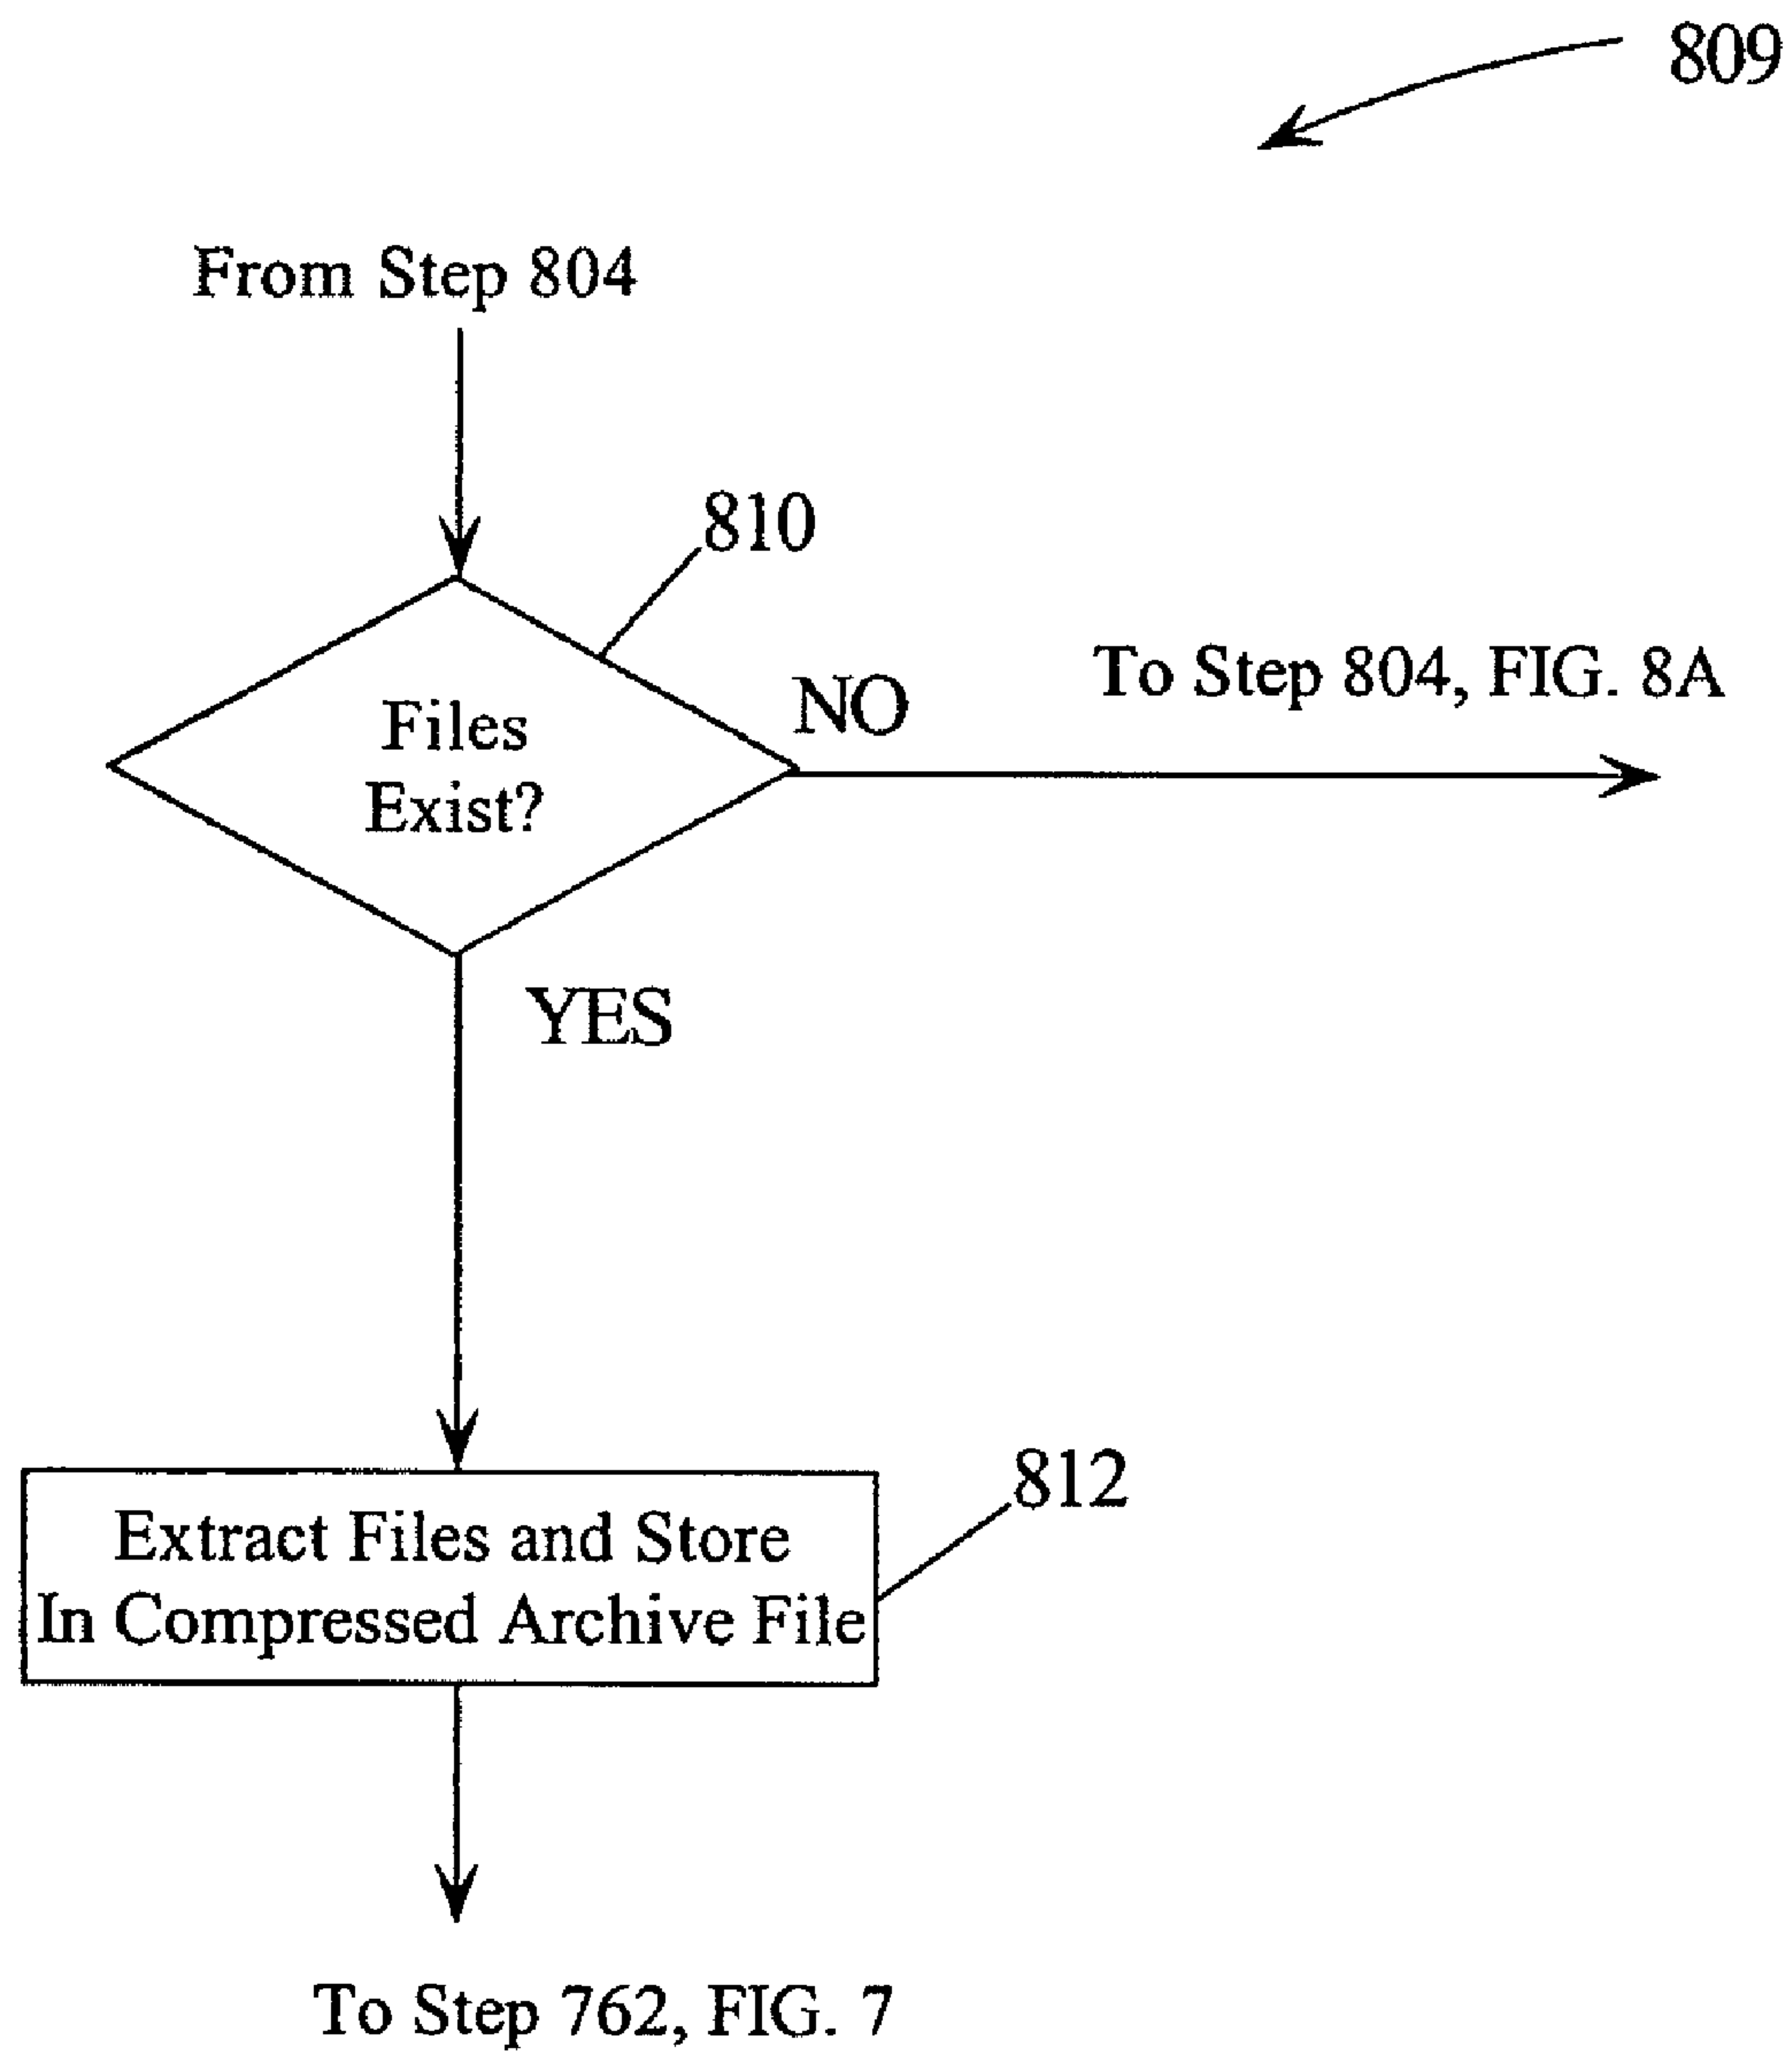 809
From Step 804
810
To Step 804, FIG. 8A
NO
Files
Exist?
YES
812
Extract Files and Store
In Compressed Archive File
To Step 762, FIG. 7